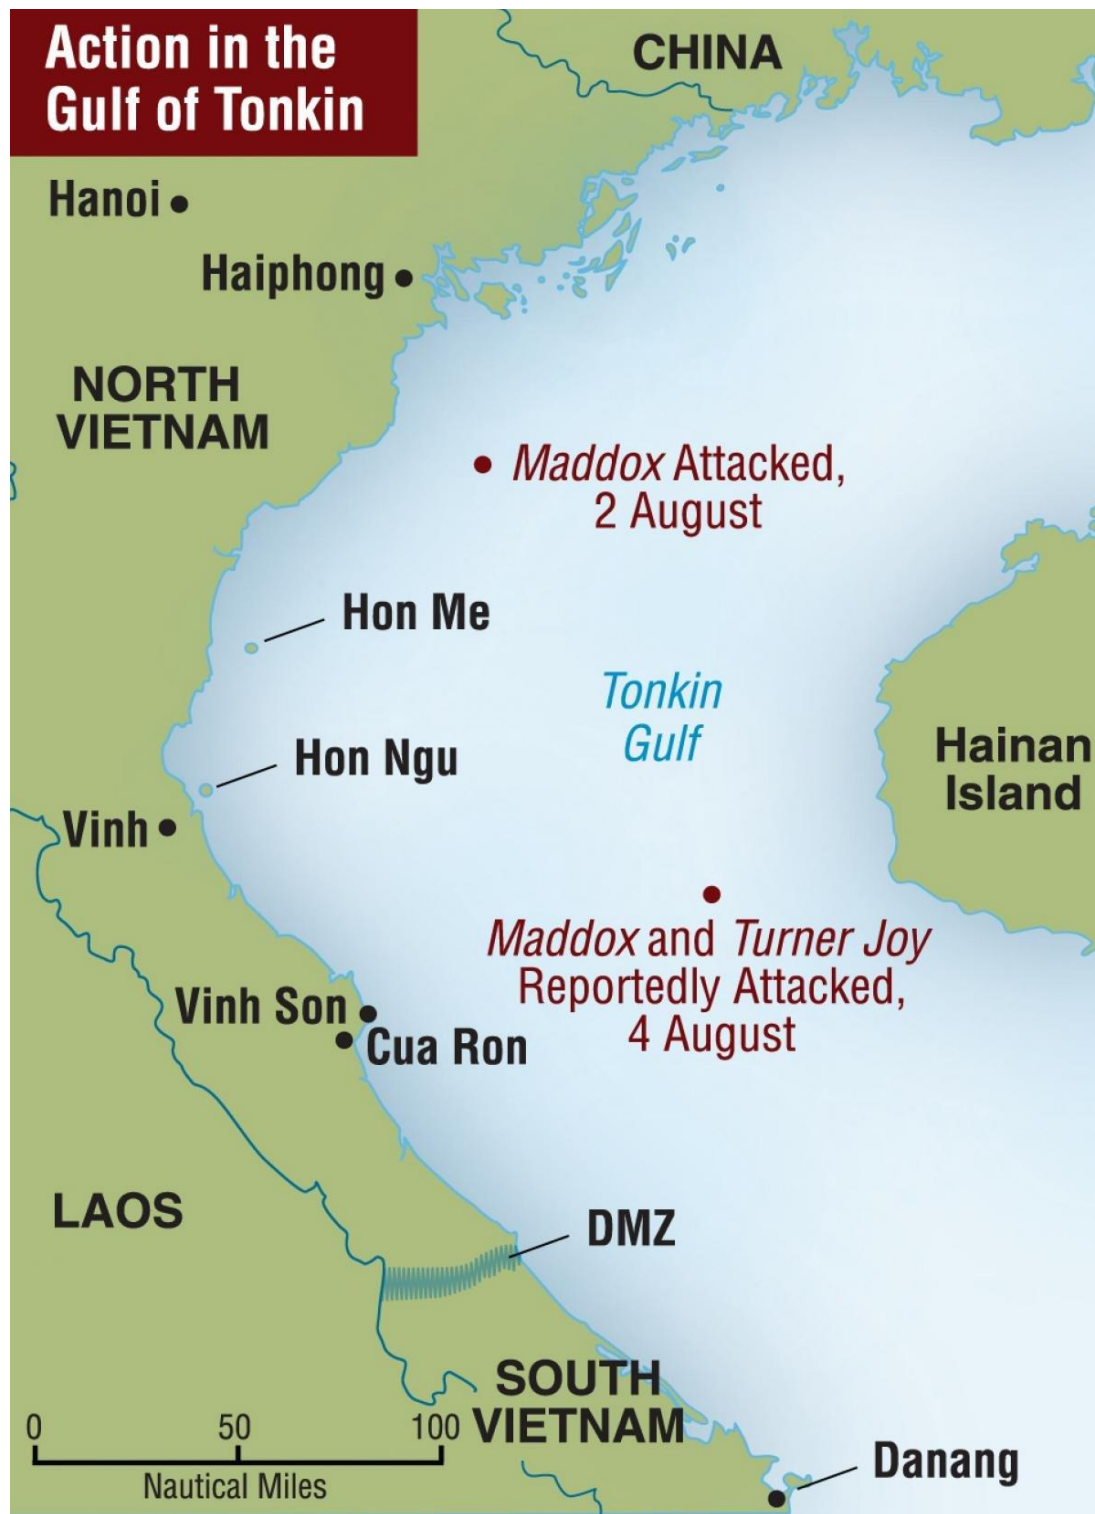 Action in the
Gulf of Tonkin
CHINA
Hanoi
Haiphong
NORTH
VIETNAM
Maddox Attacked,
2 August
Hon Me
Tonkin
Gulf
Hon Ngu
Hainan
Island
Vinh
Maddox and Turner Joy
Reportedly Attacked,
4 August
Vinh Son
Cua Ron
LAOS
DMZ
SOUTH
VIETNAM
0 50 100
Nautical Miles
Danang